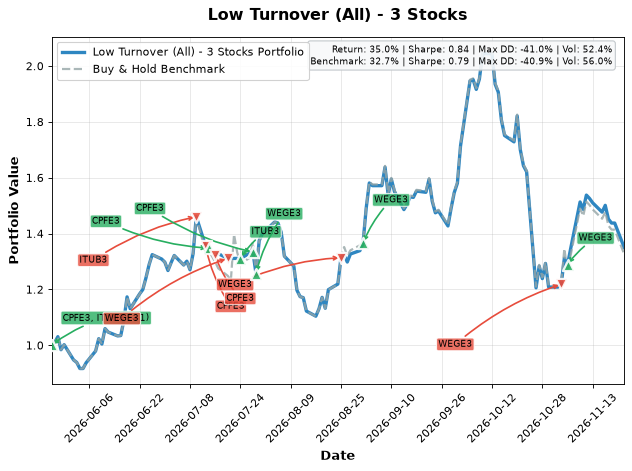 Low Turnover (All) - 3 Stocks
Low Turnover (All) - 3 Stocks Portfolio
Buy & Hold Benchmark
Return: 35.0% | Sharpe: 0.84 | Max DD: -41.0% | Vol: 52.4%
Benchmark: 32.7% | Sharpe: 0.79 | Max DD: -40.9% | Vol: 56.0%
Portfolio Value
2.0
1.8
1.6
1.4
1.2
1.0
CPFE3
CPFE3
WEGE3
WEGE3
ITUB3
WEGE3
ITUB3
WEGE3
CPFE3
CPFE3
CPFE3,
WEGE3
WEGE3
2026-06-06
2026-06-22
2026-07-08
2026-07-24
2026-08-09
2026-08-25
2026-09-10
2026-09-26
2026-10-12
2026-10-28
2026-11-13
Date